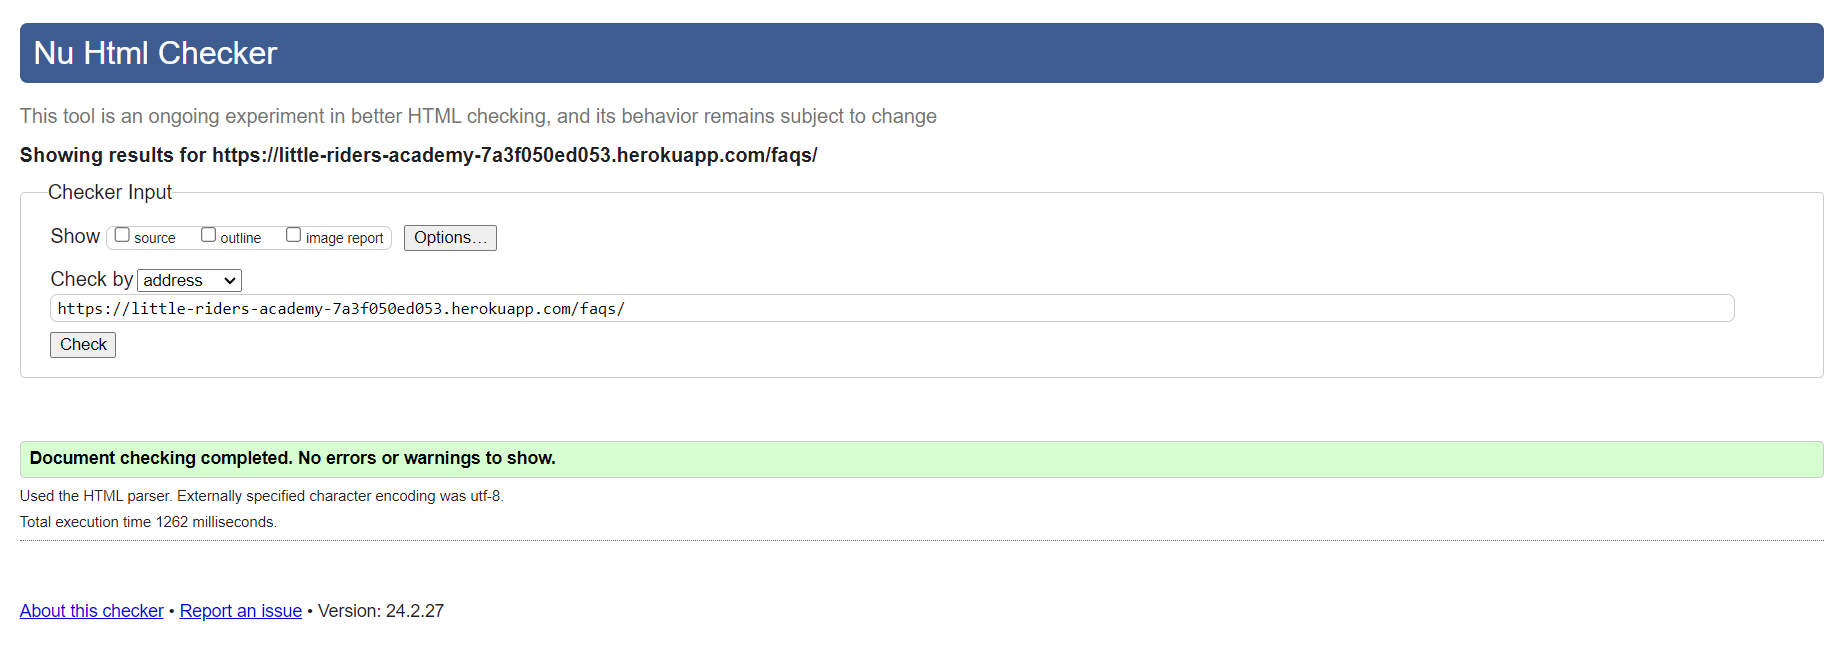 Nu Html Checker
This tool is an ongoing experiment in better HTML checking, and its behavior remains subject to change
Showing results for https://little-riders-academy-7a3f050ed053.herokuapp.com/faqs/
Checker Input
Show source outline image report Options...
Check by address
https://little-riders-academy-7a3f050ed053.herokuapp.com/faqs/
Check
Document checking completed. No errors or warnings to show.
Used the HTML parser. Externally specified character encoding was utf-8.
Total execution time 1262 milliseconds.
About this checker • Report an issue • Version: 24.2.27